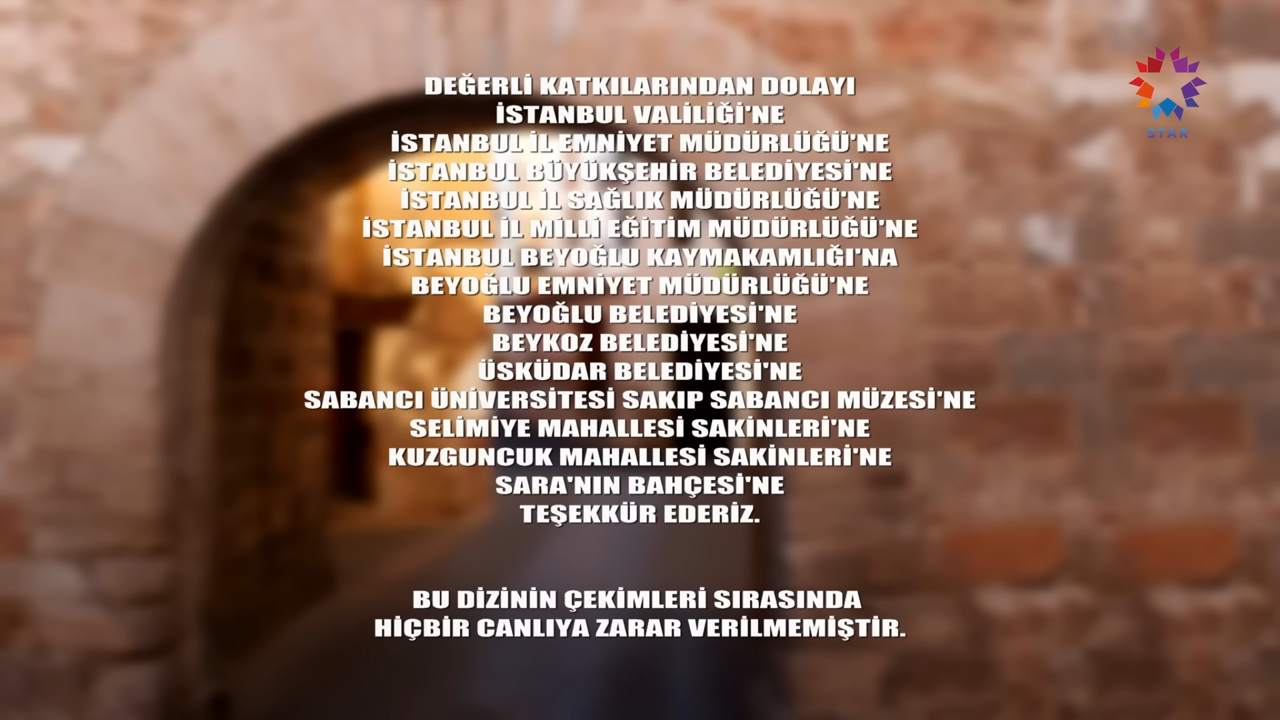 DEĞERLİ KATKILARINDAN DOLAYI
İSTANBUL VALİLİĞİ'NE
İSTANBUL İL EMNİYET MÜDÜRLÜĞÜ'NE
İSTANBUL BÜYÜKŞEHİR BELEDİYESİ'NE
İSTANBUL İL SAĞLIK MÜDÜRLÜĞÜ'NE
İSTANBUL İL MİLLİ EĞİTİM MÜDÜRLÜĞÜ'NE
İSTANBUL BEYOĞLU KAYMAKAMLIĞI'NA
BEYOĞLU EMNİYET MÜDÜRLÜĞÜ'NE
BEYOĞLU BELEDİYESİ'NE
BEYKOZ BELEDİYESİ'NE
ÜSKÜDAR BELEDİYESİ'NE
SABANCI ÜNİVERSİTESİ SAKIP SABANCI MÜZESİ'NE
SELİMİYE MAHALLESİ SAKİNLERİ'NE
KUZGUNCUK MAHALLESİ SAKİNLERİ'NE
SARA'NIN BAHÇESİ'NE
TEŞEKKÜR EDERİZ.
BU DİZİNİN ÇEKİMLERİ SIRASINDA
HİÇBİR CANLIYA ZARAR VERİLMEMİŞTİR.
STAR